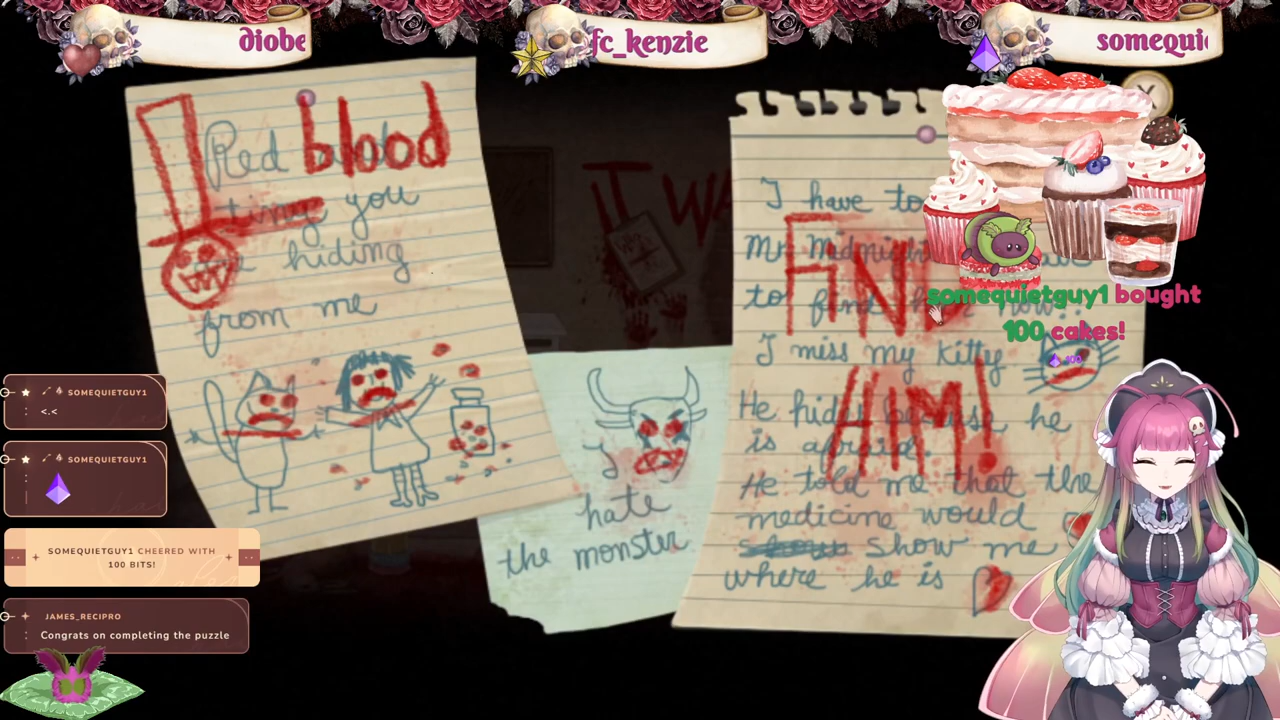 diobe
fc_kenzie
somequi
X
Red blood
you
hiding
from me
I WA
I
hate
the monster
I have to
Mr Midnight
to find
now!!
FIND
HIM!
I miss my Kitty
He hides because he
is afraid.
He told me that the
medicine would
show me
where he is
somequietguy1 bought
100 cakes!
100
SOMEQUIETGUY1
<.<
SOMEQUIETGUY1
SOMEQUIETGUY1 CHEERED WITH
100 BITS!
JAMES_RECIPRO
Congrats on completing the puzzle